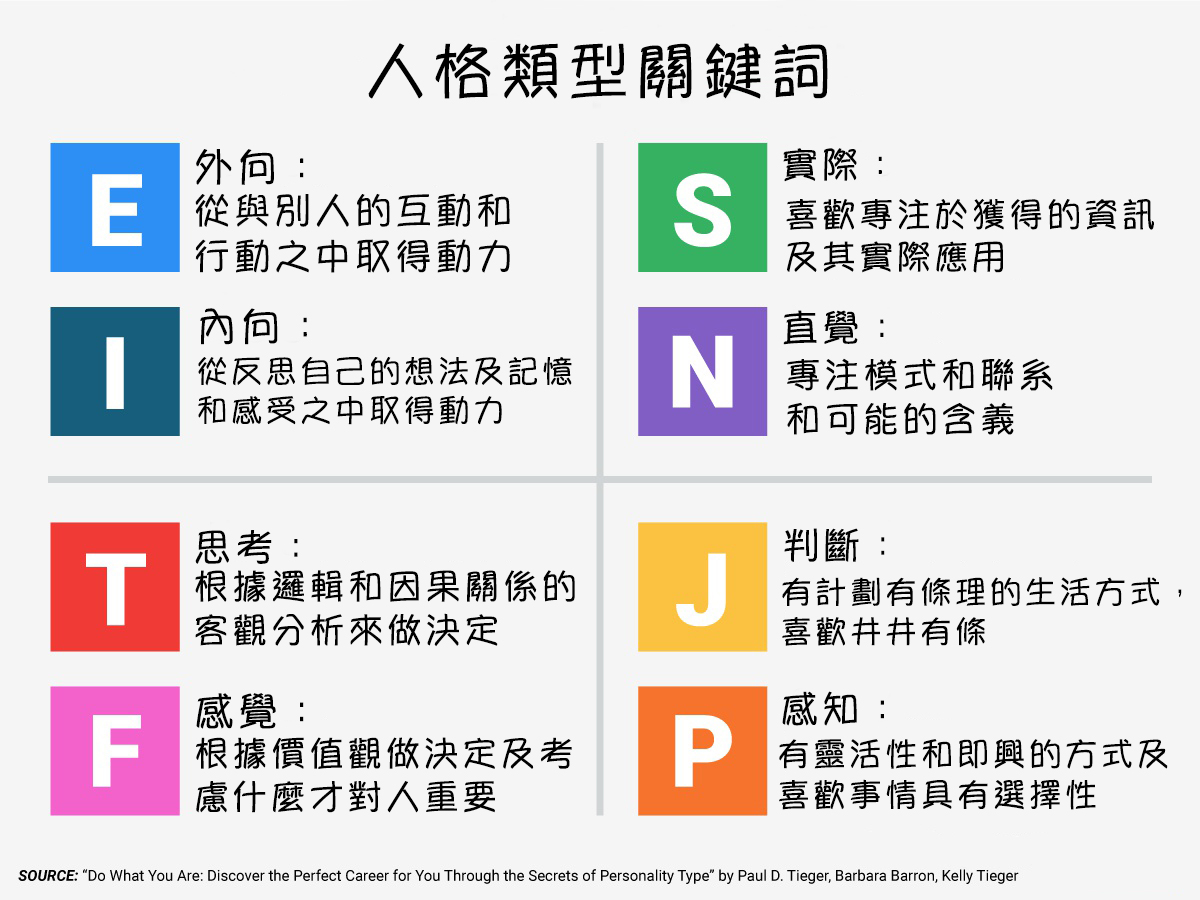 人格類型關鍵詞
E
外向：
從與別人的互動和
行動之中取得動力
I
內向：
從反思自己的想法及記憶
和感受之中取得動力
S
實際：
喜歡專注於獲得的資訊
及其實際應用
N
直覺：
專注模式和聯系
和可能的含義
T
思考：
根據邏輯和因果關係的
客觀分析來做決定
F
感覺：
根據價值觀做決定及考
慮什麼才對人重要
J
判斷：
有計劃有條理的生活方式，
喜歡井井有條
P
感知：
有靈活性和即興的方式及
喜歡事情具有選擇性
SOURCE: “Do What You Are: Discover the Perfect Career for You Through the Secrets of Personality Type” by Paul D. Tieger, Barbara Barron, Kelly Tieger